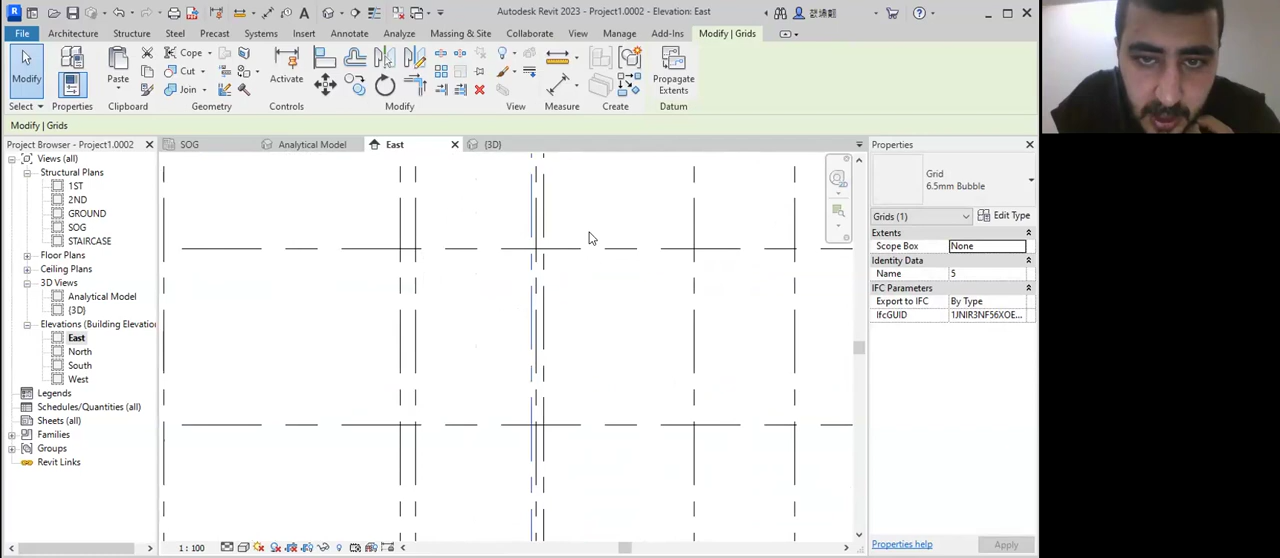 Autodesk Revit 2023 - Project1.0002 - Elevation: East
File Architecture Structure Steel Precast Systems Insert Annotate Analyze Massing & Site Collaborate View Manage Add-Ins Modify | Grids
Modify
Select
Properties
Paste
Clipboard
Cope
Cut
Join
Geometry
Activate
Controls
Modify
View
Measure
Create
Propagate
Extents
Datum
Modify | Grids
Project Browser - Project1.0002
Views (all)
Structural Plans
1ST
2ND
GROUND
SOG
STAIRCASE
Floor Plans
Ceiling Plans
3D Views
Analytical Model
{3D}
Elevations (Building Elevation
East
North
South
West
Legends
Schedules/Quantities (all)
Sheets (all)
Families
Groups
Revit Links
SOG
Analytical Model
East
{3D}
1 : 100
Properties
Grid
6.5mm Bubble
Grids (1)
Edit Type
Extents
Scope Box None
Identity Data
Name 5
IFC Parameters
Export to IFC By Type
IfcGUID 1JNIR3NF56XOE...
Properties help
Apply